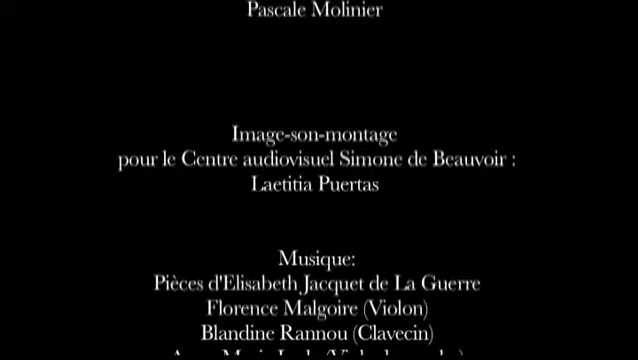 Pascale Molinier
Image-son-montage
pour le Centre audiovisuel Simone de Beauvoir :
Laetitia Puertas
Musique:
Pièces d'Elisabeth Jacquet de La Guerre
Florence Malgoire (Violon)
Blandine Rannou (Clavecin)